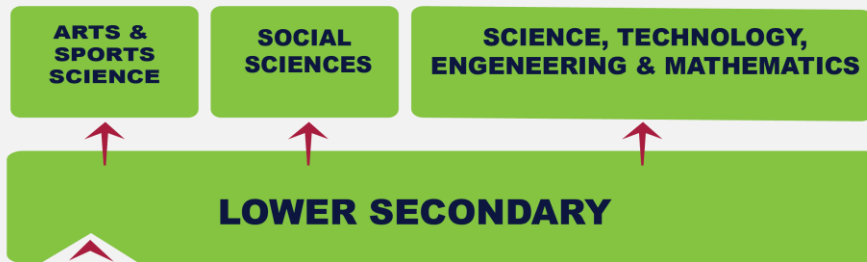 ARTS &
SPORTS
SCIENCE
SOCIAL
SCIENCES
SCIENCE, TECHNOLOGY,
ENGENEERING & MATHEMATICS
LOWER SECONDARY